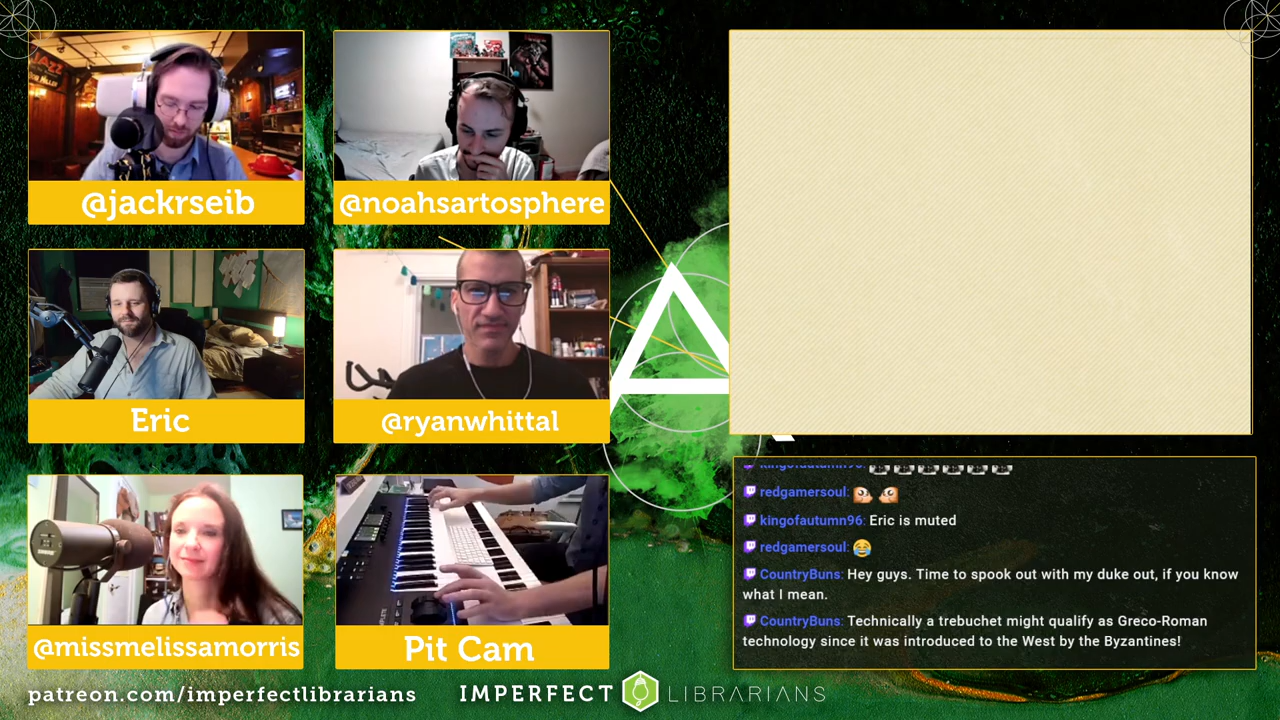 JAZZ
@jackrseib
@noahsartosphere
Eric
@ryanwhittal
@missmelissamorris
Pit Cam
kingofautumn96:
redgamersoul:
kingofautumn96: Eric is muted
redgamersoul:
CountryBuns: Hey guys. Time to spook out with my duke out, if you know
what I mean.
CountryBuns: Technically a trebuchet might qualify as Greco-Roman
technology since it was introduced to the West by the Byzantines!
patreon.com/imperfectlibrarians
IMPERFECT LIBRARIANS